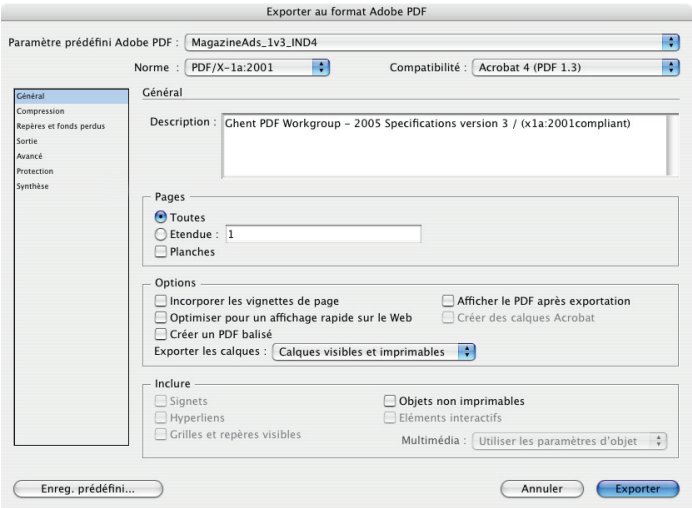 Exporter au format Adobe PDF
Paramètre prédéfini Adobe PDF : MagazineAds_1v3_IND4
Norme : PDF/X-1a:2001 Compatibilité : Acrobat 4 (PDF 1.3)
Général
Compression
Repères et fonds perdus
Sortie
Avancé
Protection
Synthèse
Général
Description : Ghent PDF Workgroup - 2005 Specifications version 3 / (x1a:2001compliant)
Pages
Toutes
Etendue : 1
Planches
Options
Incorporer les vignettes de page Afficher le PDF après exportation
Optimiser pour un affichage rapide sur le Web Créer des calques Acrobat
Créer un PDF balisé
Exporter les calques : Calques visibles et imprimables
Inclure
Signets Objets non imprimables
Hyperliens Eléments interactifs
Grilles et repères visibles
Multimédia : Utiliser les paramètres d'objet
Enreg. prédéfini... Annuler Exporter